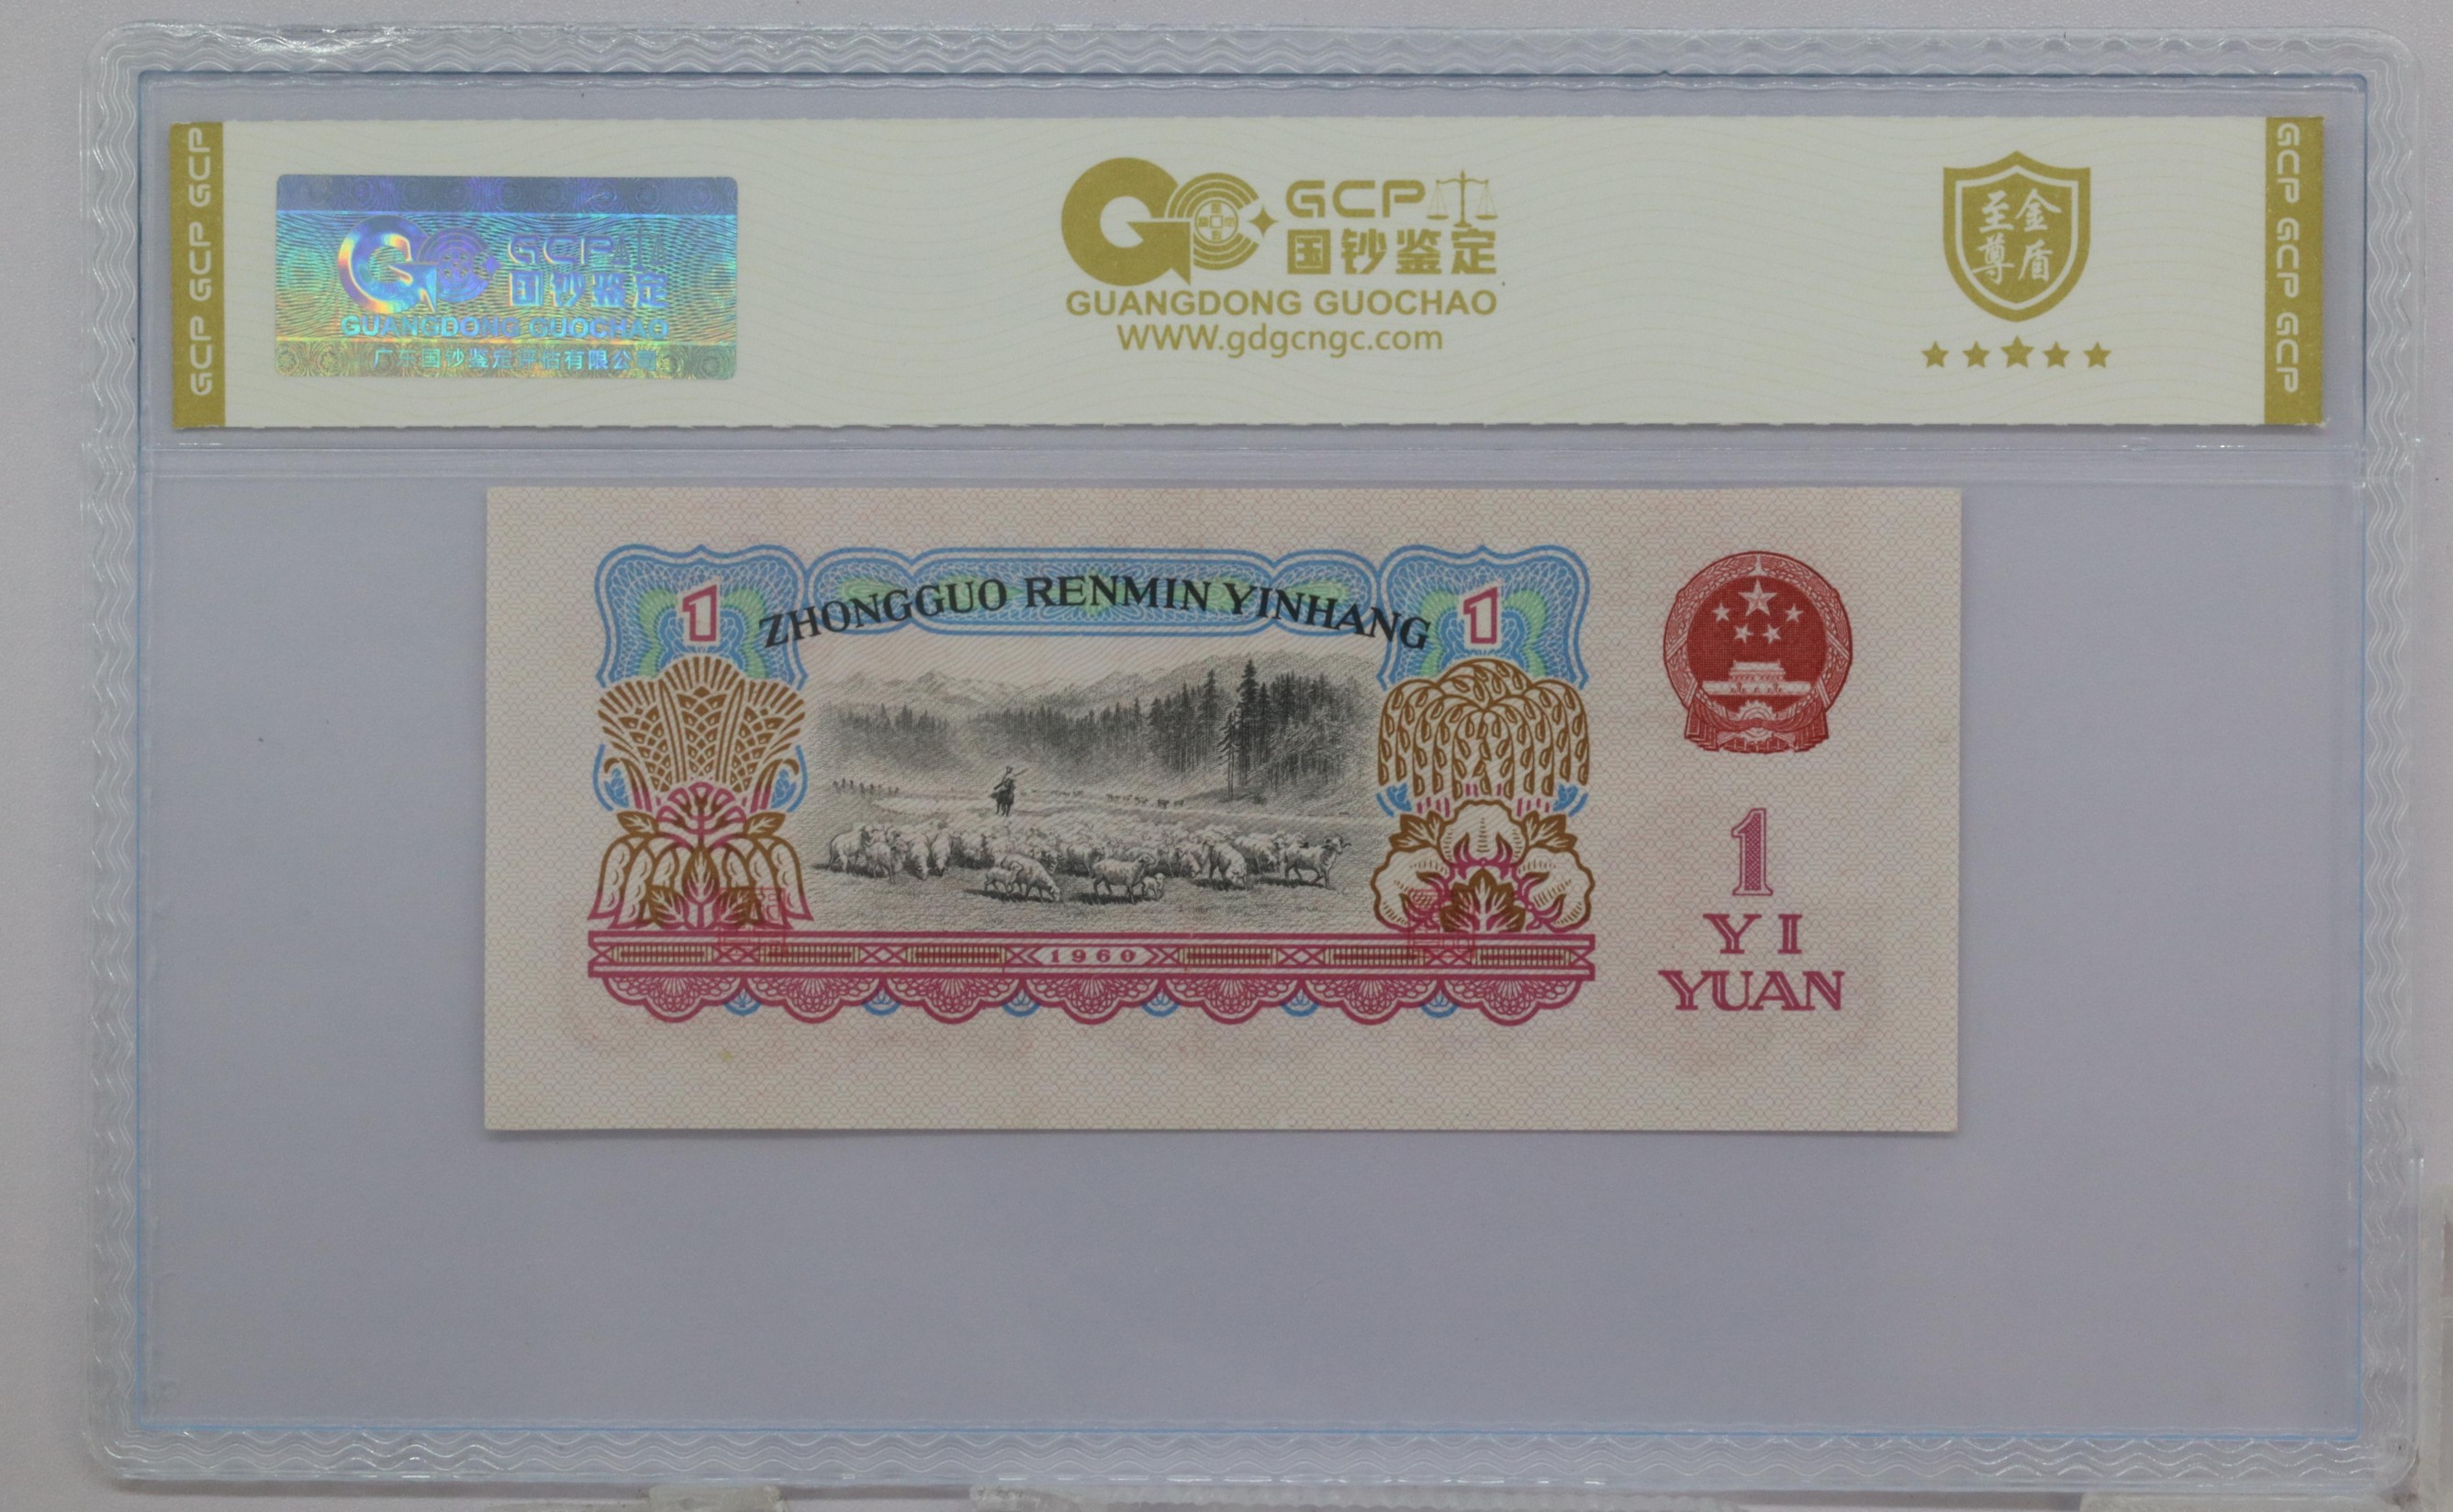 GCP GCP GCP
GCP
国钞鉴定
GUANGDONG GUOCHAO
广东国钞鉴定评估有限公司
GC
GCP
国钞鉴定
GUANGDONG GUOCHAO
WWW.gdgcngc.com
至尊
金盾
GCP GCP GCP
1
ZHONGGUO RENMIN YINHANG
1
1960
1
YI
YUAN